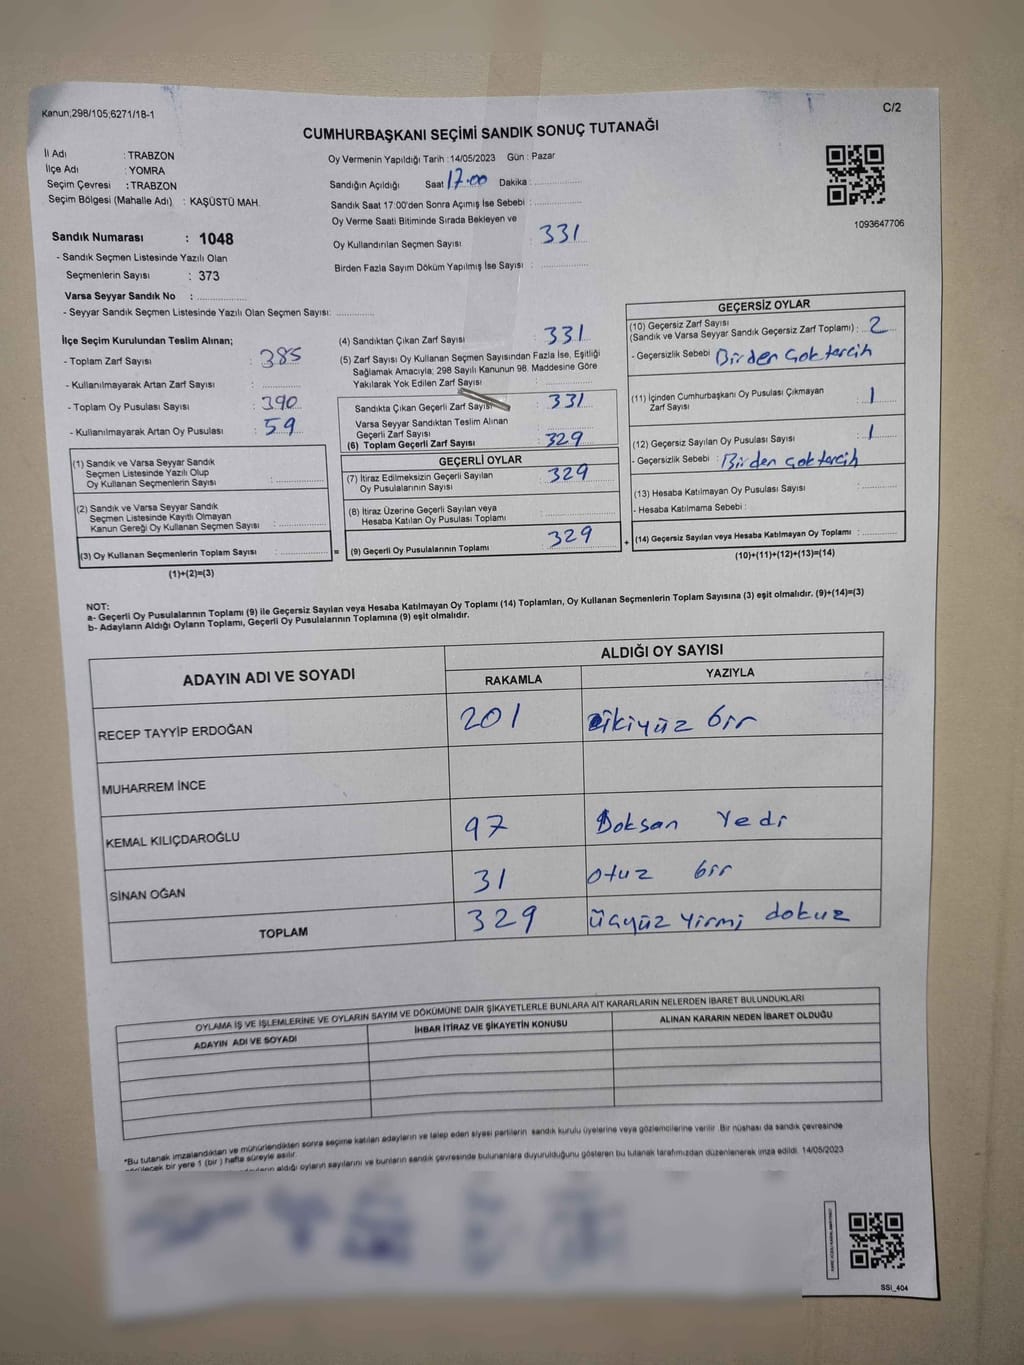 Kanun;298/105;6271/18-1
C/2
CUMHURBAŞKANI SEÇİMİ SANDIK SONUÇ TUTANAĞI
İl Adı : TRABZON
İlçe Adı : YOMRA
Seçim Çevresi : TRABZON
Seçim Bölgesi (Mahalle Adı) : KAŞÜSTÜ MAH.
Sandık Numarası : 1048
- Sandık Seçmen Listesinde Yazılı Olan
Seçmenlerin Sayısı : 373
Varsa Seyyar Sandık No :
- Seyyar Sandık Seçmen Listesinde Yazılı Olan Seçmen Sayısı:
Oy Vermenin Yapıldığı Tarih : 14/05/2023 Gün : Pazar
Sandığın Açıldığı Saat 17.00 Dakika :
Sandık Saat 17:00'den Sonra Açımış İse Sebebi :
Oy Verme Saati Bitiminde Sırada Bekleyen ve
Oy Kullandırılan Seçmen Sayısı : 331
Birden Fazla Sayım Döküm Yapılmış İse Sayısı :
1093647706
İlçe Seçim Kurulundan Teslim Alınan;
- Toplam Zarf Sayısı : 385
- Kullanılmayarak Artan Zarf Sayısı :
- Toplam Oy Pusulası Sayısı : 390
- Kullanılmayarak Artan Oy Pusulası : 59
(1) Sandık ve Varsa Seyyar Sandık
Seçmen Listesinde Yazılı Olup
Oy Kullanan Seçmenlerin Sayısı :
(2) Sandık ve Varsa Seyyar Sandık
Seçmen Listesinde Kayıtlı Olmayan
Kanun Gereği Oy Kullanan Seçmen Sayısı :
(3) Oy Kullanan Seçmenlerin Toplam Sayısı :
(1)+(2)=(3)
(4) Sandıktan Çıkan Zarf Sayısı : 331
(5) Zarf Sayısı Oy Kullanan Seçmen Sayısından Fazla İse, Eşitliği
Sağlamak Amacıyla; 298 Sayılı Kanunun 98. Maddesine Göre
Yakılarak Yok Edilen Zarf Sayısı :
Sandıkta Çıkan Geçerli Zarf Sayısı : 331
Varsa Seyyar Sandıktan Teslim Alınan
Geçerli Zarf Sayısı :
(6) Toplam Geçerli Zarf Sayısı : 329
GEÇERLİ OYLAR
(7) İtiraz Edilmeksizin Geçerli Sayılan
Oy Pusulalarının Sayısı : 329
(8) İtiraz Üzerine Geçerli Sayılan veya
Hesaba Katılan Oy Pusulası Toplamı :
= (9) Geçerli Oy Pusulalarının Toplamı : 329
GEÇERSİZ OYLAR
(10) Geçersiz Zarf Sayısı
(Sandık ve Varsa Seyyar Sandık Geçersiz Zarf Toplamı) : 2
- Geçersizlik Sebebi : Birden çok tercih
(11) İçinden Cumhurbaşkanı Oy Pusulası Çıkmayan
Zarf Sayısı : 1
(12) Geçersiz Sayılan Oy Pusulası Sayısı : 1
- Geçersizlik Sebebi : Birden çok tercih
(13) Hesaba Katılmayan Oy Pusulası Sayısı :
- Hesaba Katılmama Sebebi :
+ (14) Geçersiz Sayılan veya Hesaba Katılmayan Oy Toplamı :
(10)+(11)+(12)+(13)=(14)
NOT:
a- Geçerli Oy Pusulalarının Toplamı (9) ile Geçersiz Sayılan veya Hesaba Katılmayan Oy Toplamı (14) Toplamları, Oy Kullanan Seçmenlerin Toplam Sayısına (3) eşit olmalıdır. (9)+(14)=(3)
b- Adayların Aldığı Oyların Toplamı, Geçerli Oy Pusulalarının Toplamına (9) eşit olmalıdır.
ADAYIN ADI VE SOYADI ALDIĞI OY SAYISI
RAKAMLA YAZIYLA
RECEP TAYYİP ERDOĞAN 201 ikiyüz bir
MUHARREM İNCE
KEMAL KILIÇDAROĞLU 97 Doksan Yedi
SİNAN OĞAN 31 otuz bir
TOPLAM 329 üçyüz yirmi dokuz
OYLAMA İŞ VE İŞLEMLERİNE VE OYLARIN SAYIM VE DÖKÜMÜNE DAİR ŞİKAYETLERLE BUNLARA AİT KARARLARIN NELERDEN İBARET BULUNDUKLARI
ADAYIN ADI VE SOYADI İHBAR İTİRAZ VE ŞİKAYETİN KONUSU ALINAN KARARIN NEDEN İBARET OLDUĞU
*Bu tutanak imzalandıktan ve mühürlendikten sonra seçime katılan adayların ve talep eden siyasi partilerin sandık kurulu üyelerine veya gözlemcilerine verilir. Bir nüshası da sandık çevresinde
görülecek bir yere 1 (bir) hafta süreyle asılır.
aldığı oyların sayılarını ve bunların sandık çevresinde bulunanlara duyurulduğunu gösteren bu tutanak tarafımızdan düzenlenerek imza edildi. 14/05/2023
SSI_404